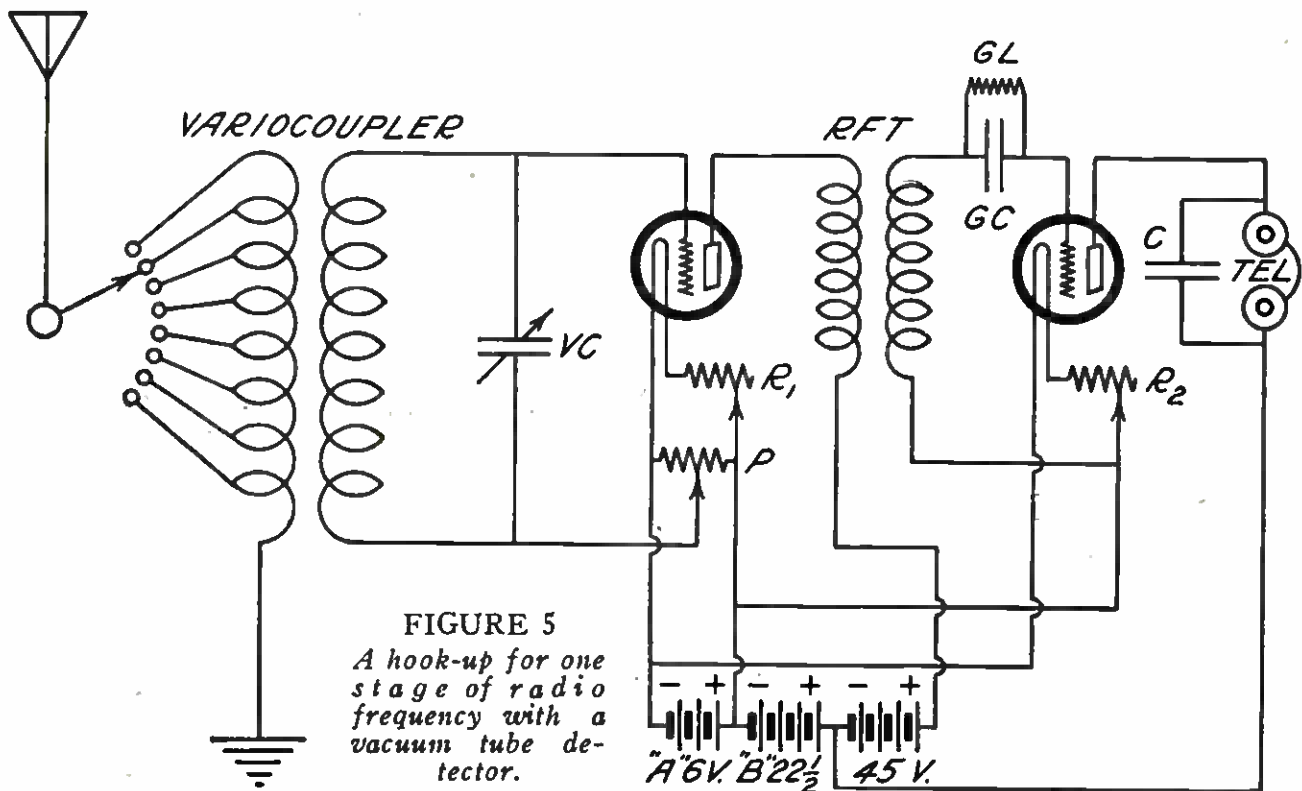 GL
VARIOCOUPLER
RFT
GC
C
TEL
VC
R₁
R₂
P
FIGURE 5
A hook-up for one
stage of radio
frequency with a
vacuum tube de-
tector.
- + - + - +
"A" 6V. "B" 22½ 45 V.